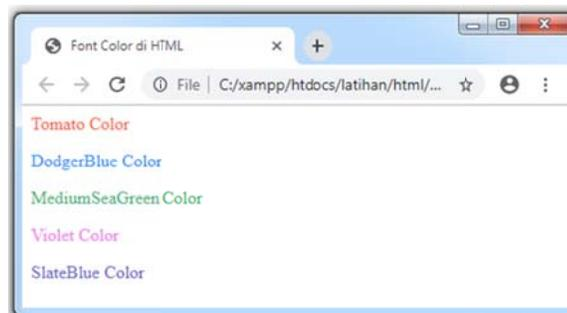 Font Color di HTML
File | C:/xampp/htdocs/latihan/html/...
Tomato Color
DodgerBlue Color
MediumSeaGreen Color
Violet Color
SlateBlue Color